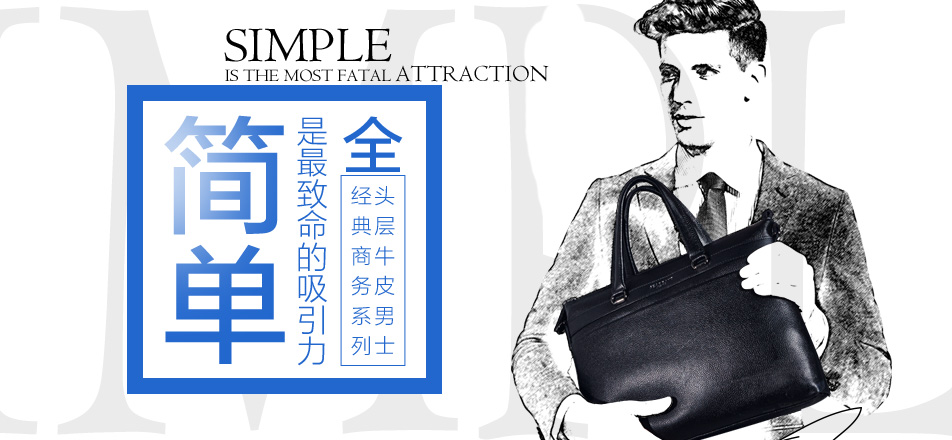 SIMPLE
IS THE MOST FATAL ATTRACTION
简单
是最致命的吸引力
全
头层牛皮男士
经典商务系列